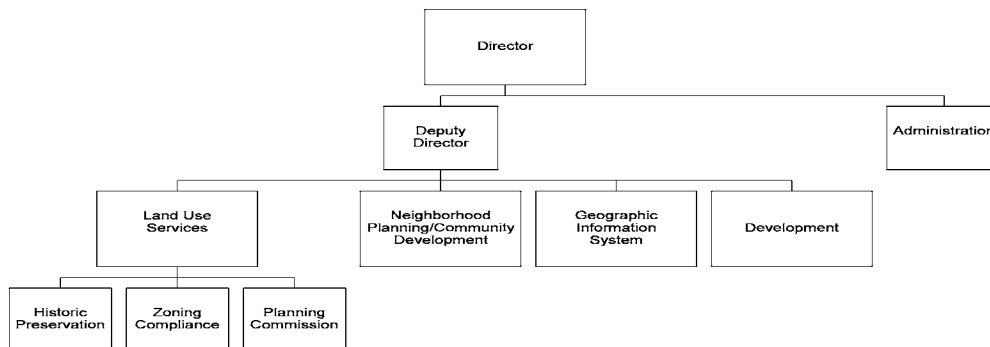 Director
Deputy
Director
Administration
Land Use
Services
Neighborhood
Planning/Community
Development
Geographic
Information
System
Development
Historic
Preservation
Zoning
Compliance
Planning
Commission